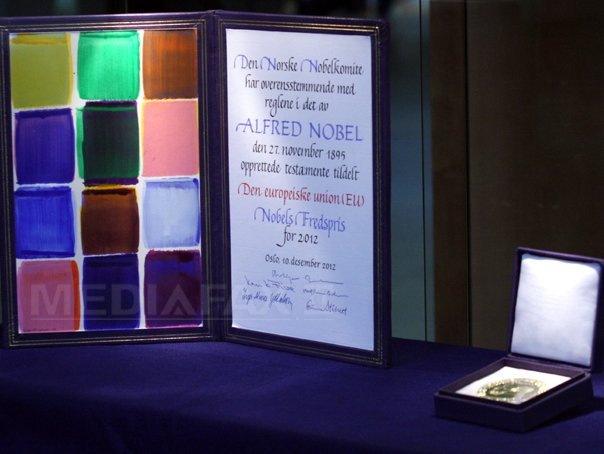 Den Norske Nobelkomite
har overensstemmende med
reglene i det av
ALFRED NOBEL
den 27. november 1895
opprettede testamente tildelt
Den europeiske union (EU)
Nobels Fredspris
for 2012
Oslo, 10. desember 2012
MEDIAFAX